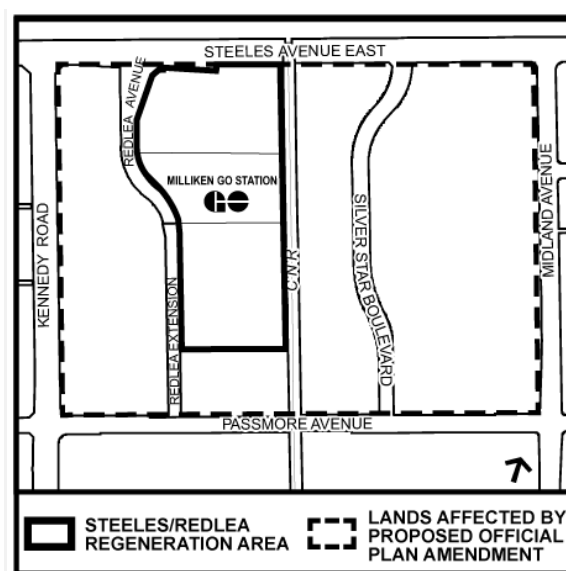 STEELES AVENUE EAST
REDLEA AVENUE
MILLIKEN GO STATION
GO
KENNEDY ROAD
C.N.R
SILVER STAR BOULEVARD
MIDLAND AVENUE
REDLEA EXTENSION
PASSMORE AVENUE
STEELES/REDLEA
REGENERATION AREA
LANDS AFFECTED BY
PROPOSED OFFICIAL
PLAN AMENDMENT